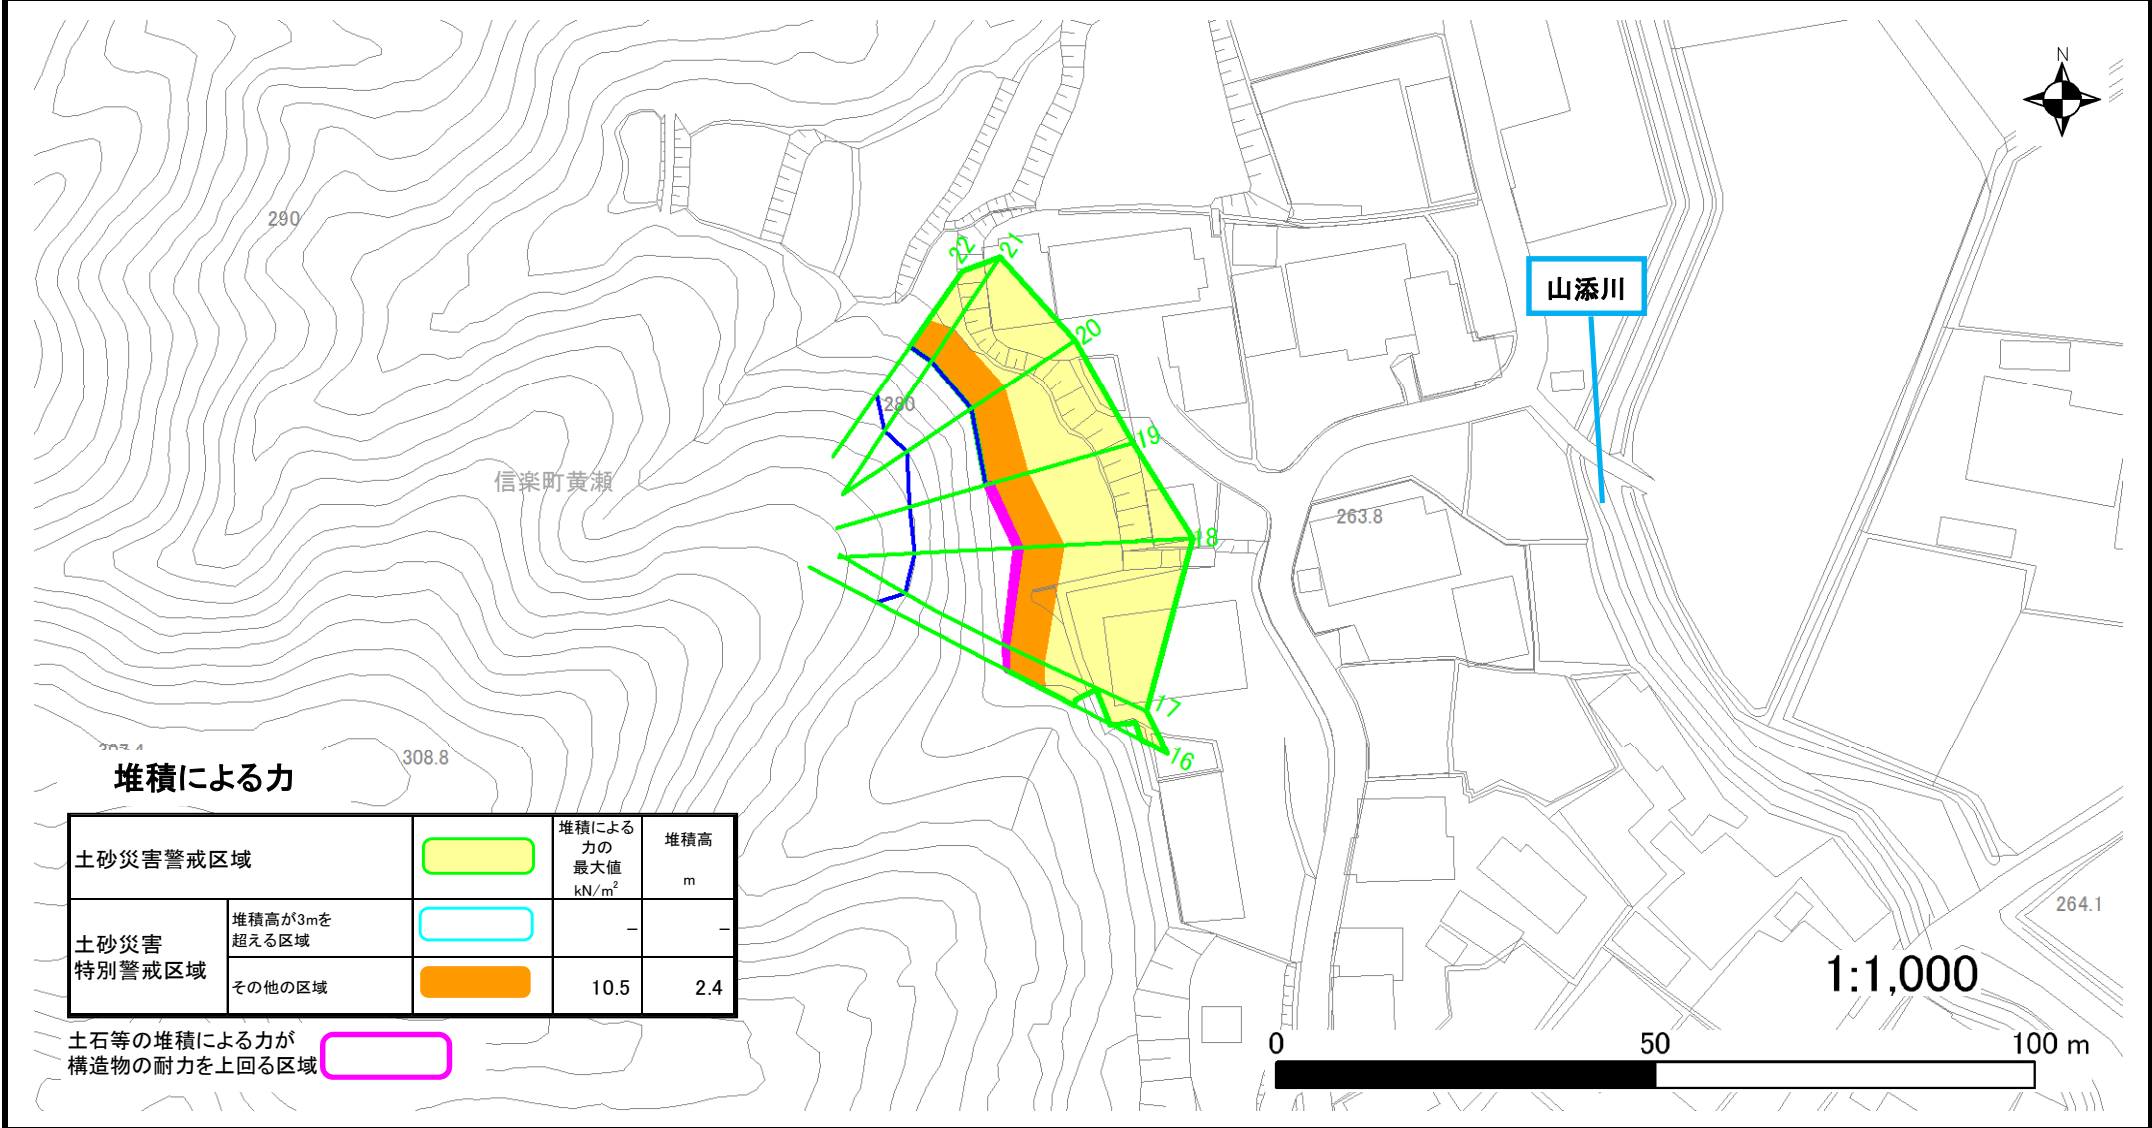 N
290
22
21
山添川
20
280
19
信楽町黄瀬
263.8
18
17
16
308.8
堆積による力
土砂災害警戒区域
堆積による
力の
最大値
kN/m²
堆積高
m
土砂災害
特別警戒区域
堆積高が3mを
超える区域
–
–
その他の区域
10.5
2.4
264.1
1:1,000
土石等の堆積による力が
構造物の耐力を上回る区域
0
50
100 m